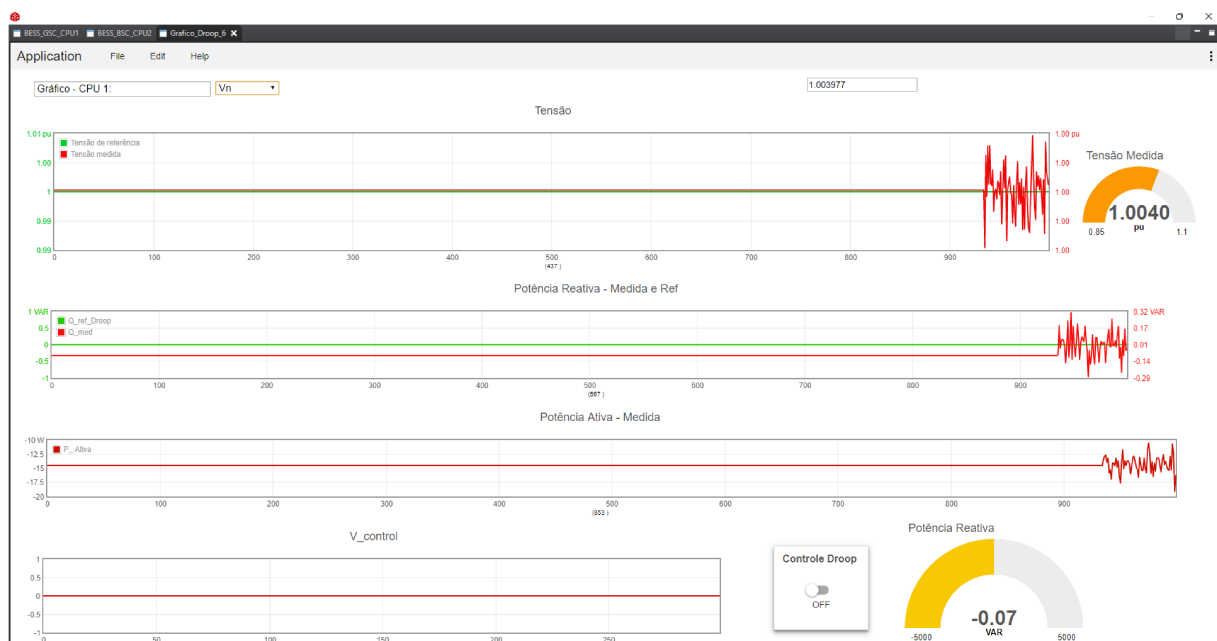 BESS_GSC_CPU1 BESS_BSC_CPU2 Grafico_Droop_6
Application File Edit Help
Gráfico - CPU 1: Vn 1.003977
Tensão
1.01 pu
1.00
1
0.99
0.99
Tensão de referência
Tensão medida
1.00 pu
1.00
1.00
1.00
1.00
0 100 200 300 400 500 600 700 800 900
(437 )
Tensão Medida
1.0040
pu
0.85 1.1
Potência Reativa - Medida e Ref
1 VAR
0.5
0
-0.5
-1
Q_ref_Droop
Q_med
0.32 VAR
0.17
0.01
-0.14
-0.29
0 100 200 300 400 500 600 700 800 900
(557 )
Potência Ativa - Medida
-10 W
-12.5
-15
-17.5
-20
P_ Ativa
0 100 200 300 400 500 600 700 800 900
(853 )
V_control
1
0.5
0
-0.5
-1
0 50 100 150 200 250
Controle Droop
OFF
Potência Reativa
-0.07
VAR
-5000 5000